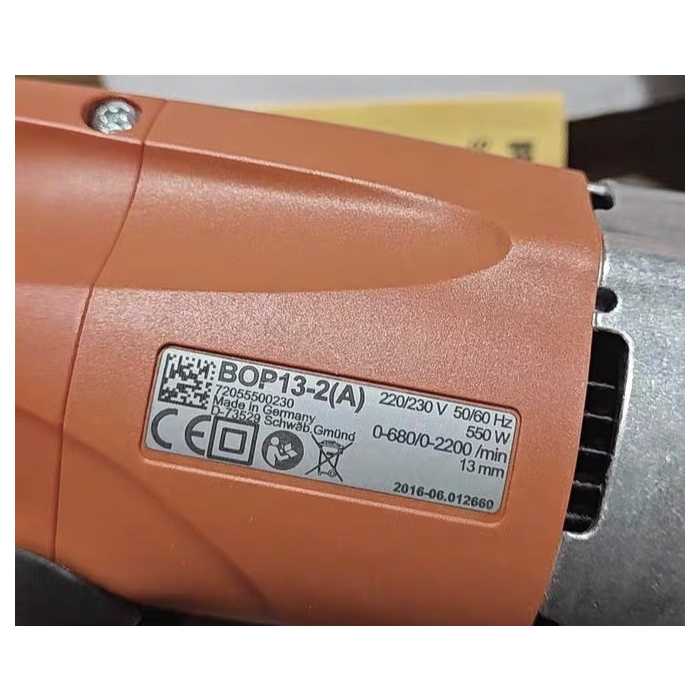 BOP13-2(A)
72055500230
Made in Germany
D-73529 Schwäb.Gmünd
CE
220/230 V 50/60 Hz
550 W
0-680/0-2200 /min
13 mm
2016-06.012660